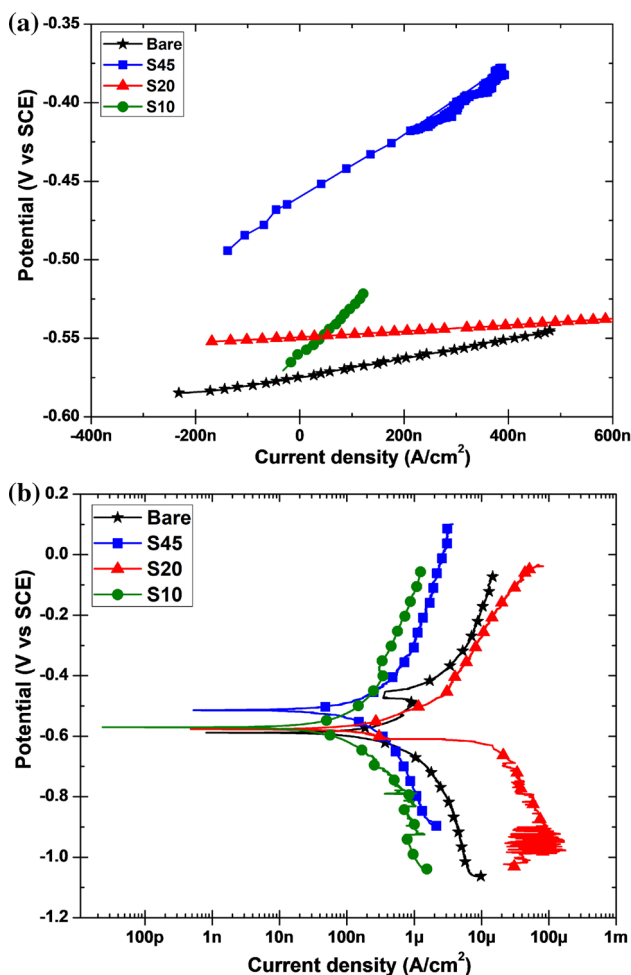 (a)
-0.35
Bare
S45
S20
S10
-0.40
-0.45
-0.50
-0.55
-0.60
Potential (V vs SCE)
-400n -200n 0 200n 400n 600n
Current density (A/cm²)
(b)
0.2
Bare
S45
S20
S10
0.0
-0.2
-0.4
-0.6
-0.8
-1.0
-1.2
Potential (V vs SCE)
100p 1n 10n 100n 1µ 10µ 100µ 1m
Current density (A/cm²)